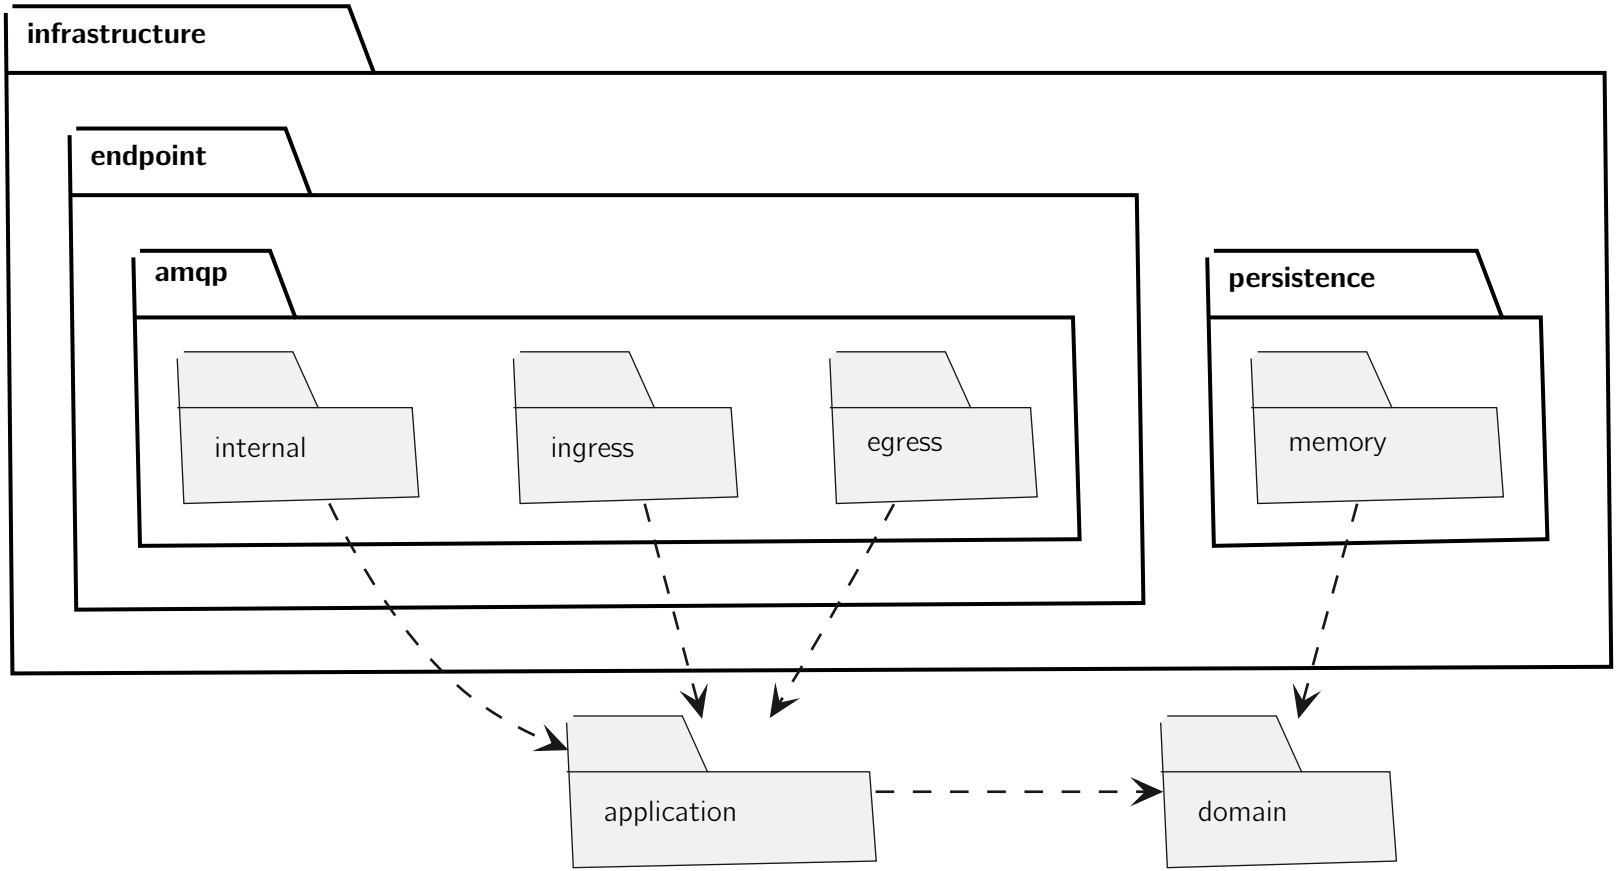 infrastructure
endpoint
amqp
persistence
internal
ingress
egress
memory
application
domain